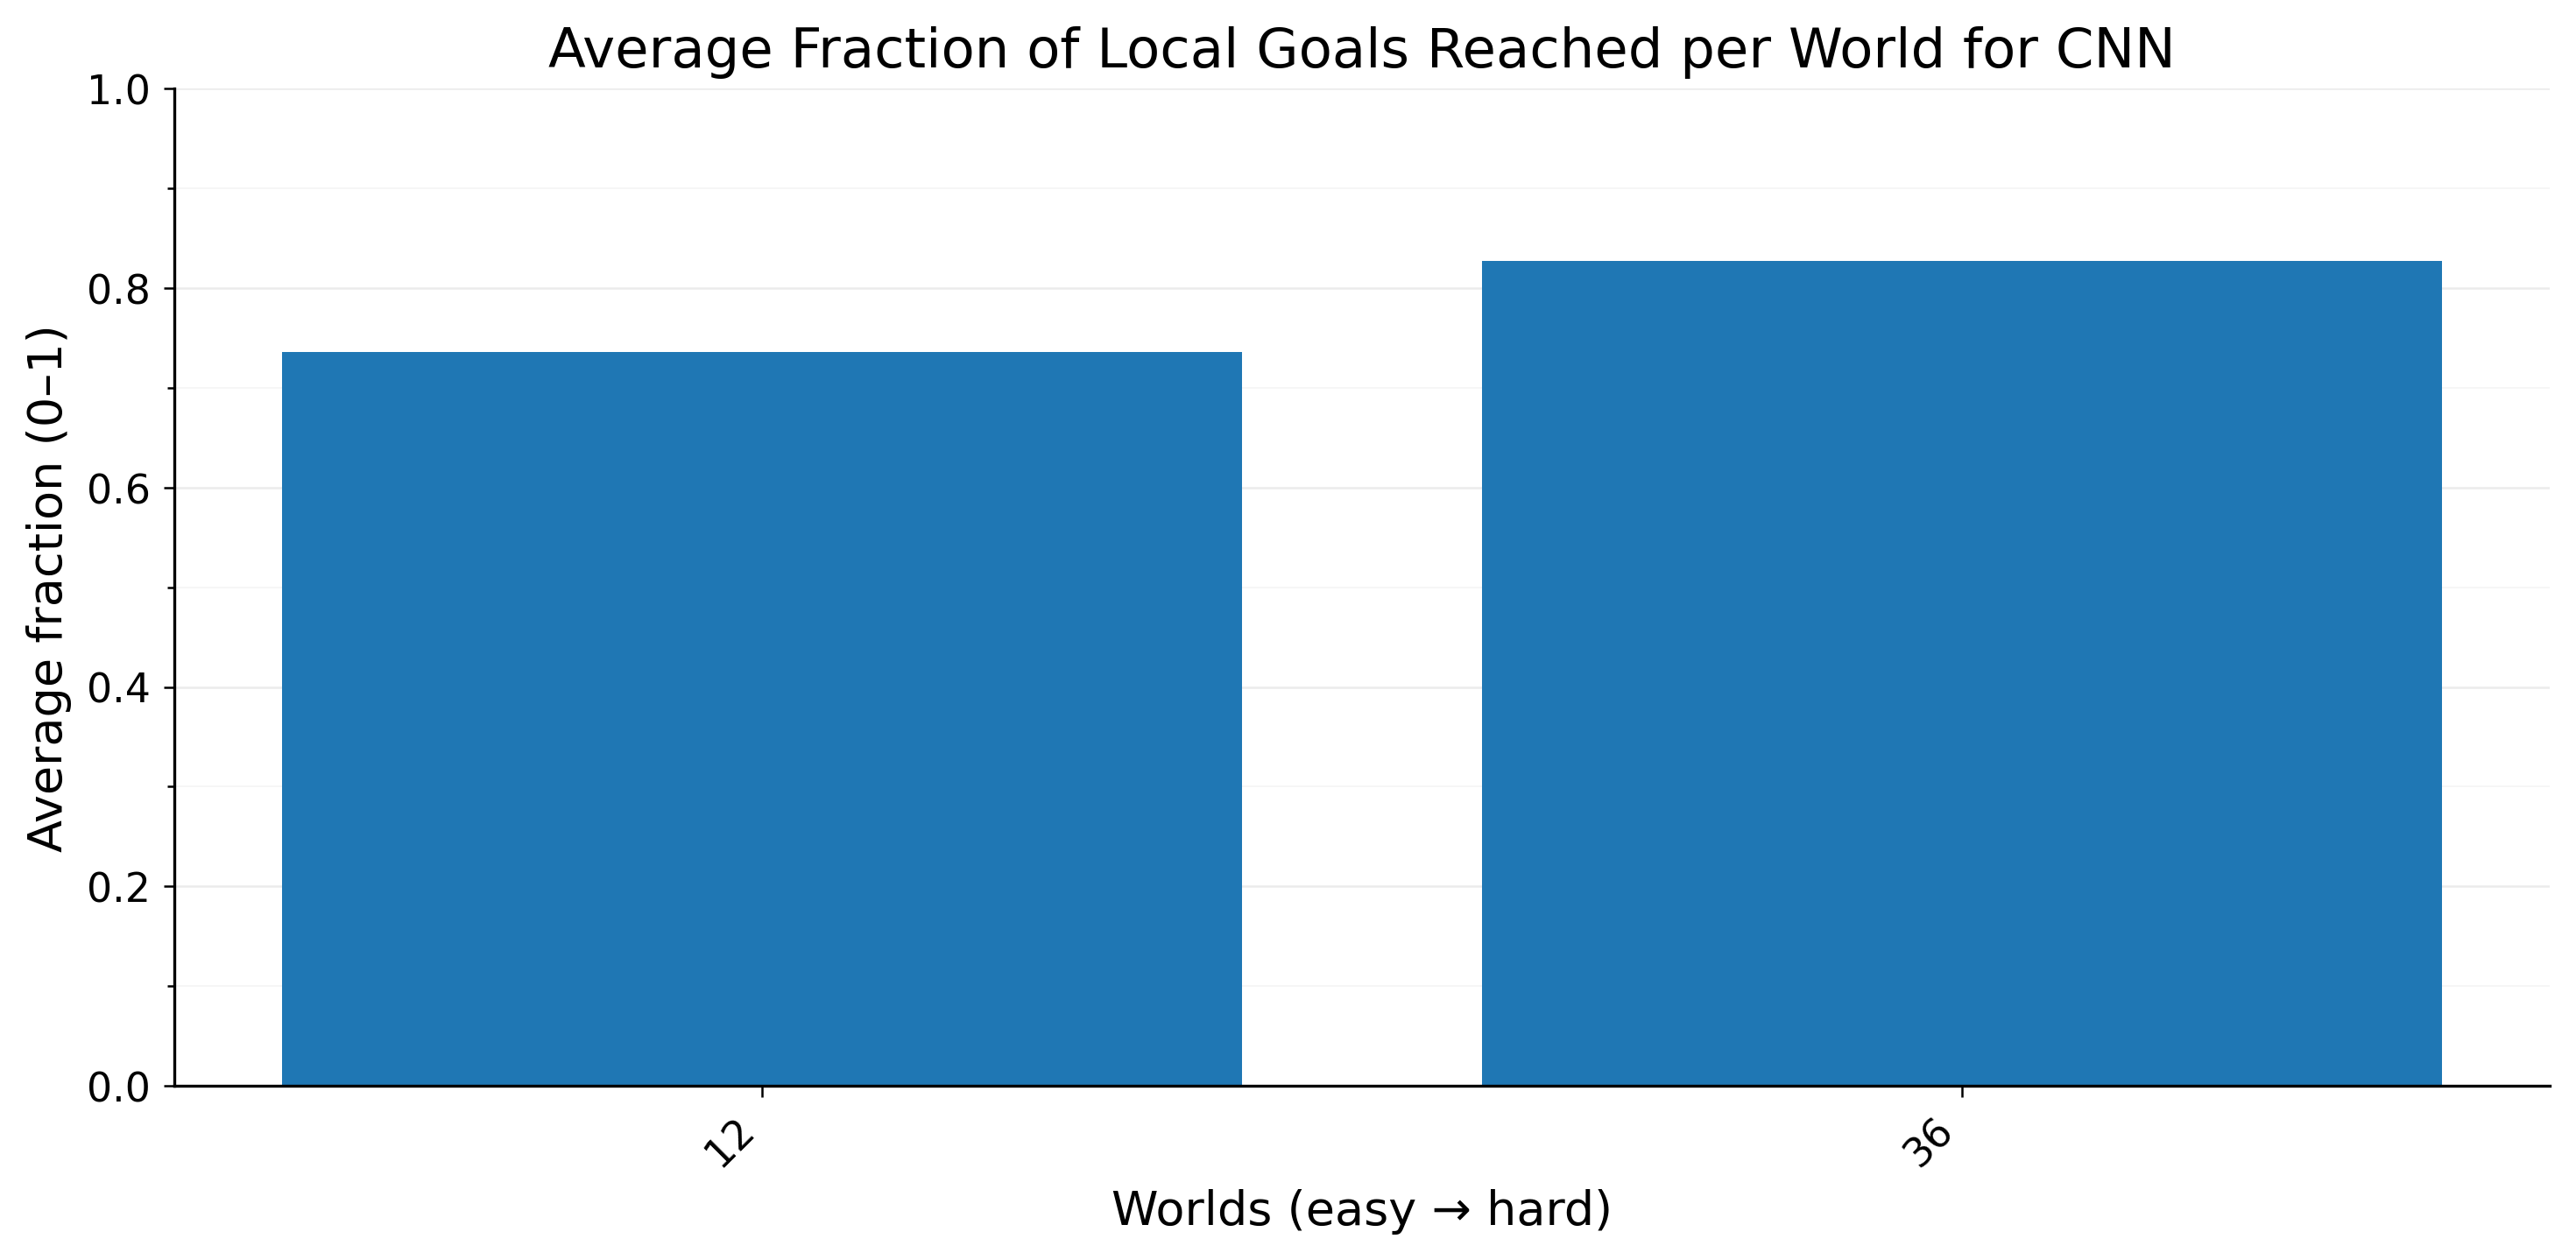 Average Fraction of Local Goals Reached per World for CNN
1.0
0.8
0.6
0.4
0.2
0.0
Average fraction (0–1)
12
36
Worlds (easy → hard)